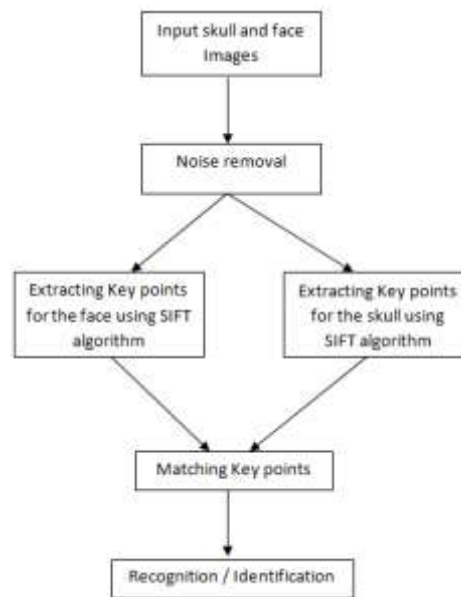 Input skull and face
Images
Noise removal
Extracting Key points
for the face using SIFT
algorithm
Extracting Key points
for the skull using
SIFT algorithm
Matching Key points
Recognition / Identification